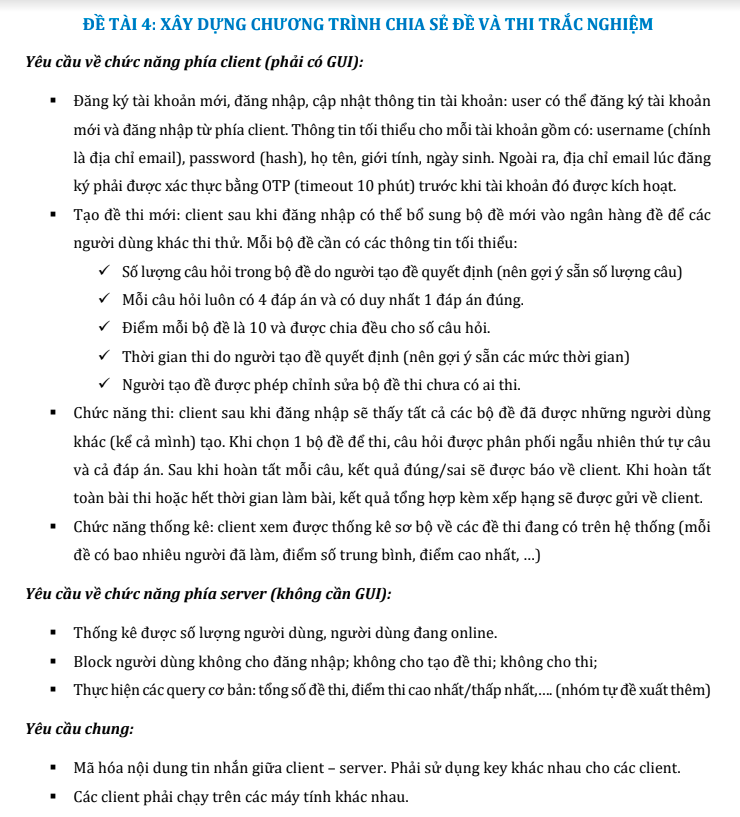 ĐỀ TÀI 4: XÂY DỰNG CHƯƠNG TRÌNH CHIA SẺ ĐỀ VÀ THI TRẮC NGHIỆM
Yêu cầu về chức năng phía client (phải có GUI):
▪ Đăng ký tài khoản mới, đăng nhập, cập nhật thông tin tài khoản: user có thể đăng ký tài khoản
mới và đăng nhập từ phía client. Thông tin tối thiểu cho mỗi tài khoản gồm có: username (chính
là địa chỉ email), password (hash), họ tên, giới tính, ngày sinh. Ngoài ra, địa chỉ email lúc đăng
ký phải được xác thực bằng OTP (timeout 10 phút) trước khi tài khoản đó được kích hoạt.
▪ Tạo đề thi mới: client sau khi đăng nhập có thể bổ sung bộ đề mới vào ngân hàng đề để các
người dùng khác thi thử. Mỗi bộ đề cần có các thông tin tối thiểu:
✓ Số lượng câu hỏi trong bộ đề do người tạo đề quyết định (nên gợi ý sẵn số lượng câu)
✓ Mỗi câu hỏi luôn có 4 đáp án và có duy nhất 1 đáp án đúng.
✓ Điểm mỗi bộ đề là 10 và được chia đều cho số câu hỏi.
✓ Thời gian thi do người tạo đề quyết định (nên gợi ý sẵn các mức thời gian)
✓ Người tạo đề được phép chỉnh sửa bộ đề thi chưa có ai thi.
▪ Chức năng thi: client sau khi đăng nhập sẽ thấy tất cả các bộ đề đã được những người dùng
khác (kể cả mình) tạo. Khi chọn 1 bộ đề để thi, câu hỏi được phân phối ngẫu nhiên thứ tự câu
và cả đáp án. Sau khi hoàn tất mỗi câu, kết quả đúng/sai sẽ được báo về client. Khi hoàn tất
toàn bài thi hoặc hết thời gian làm bài, kết quả tổng hợp kèm xếp hạng sẽ được gửi về client.
▪ Chức năng thống kê: client xem được thống kê sơ bộ về các đề thi đang có trên hệ thống (mỗi
đề có bao nhiêu người đã làm, điểm số trung bình, điểm cao nhất, ...)
Yêu cầu về chức năng phía server (không cần GUI):
▪ Thống kê được số lượng người dùng, người dùng đang online.
▪ Block người dùng không cho đăng nhập; không cho tạo đề thi; không cho thi;
▪ Thực hiện các query cơ bản: tổng số đề thi, điểm thi cao nhất/thấp nhất,.... (nhóm tự đề xuất thêm)
Yêu cầu chung:
▪ Mã hóa nội dung tin nhắn giữa client – server. Phải sử dụng key khác nhau cho các client.
▪ Các client phải chạy trên các máy tính khác nhau.